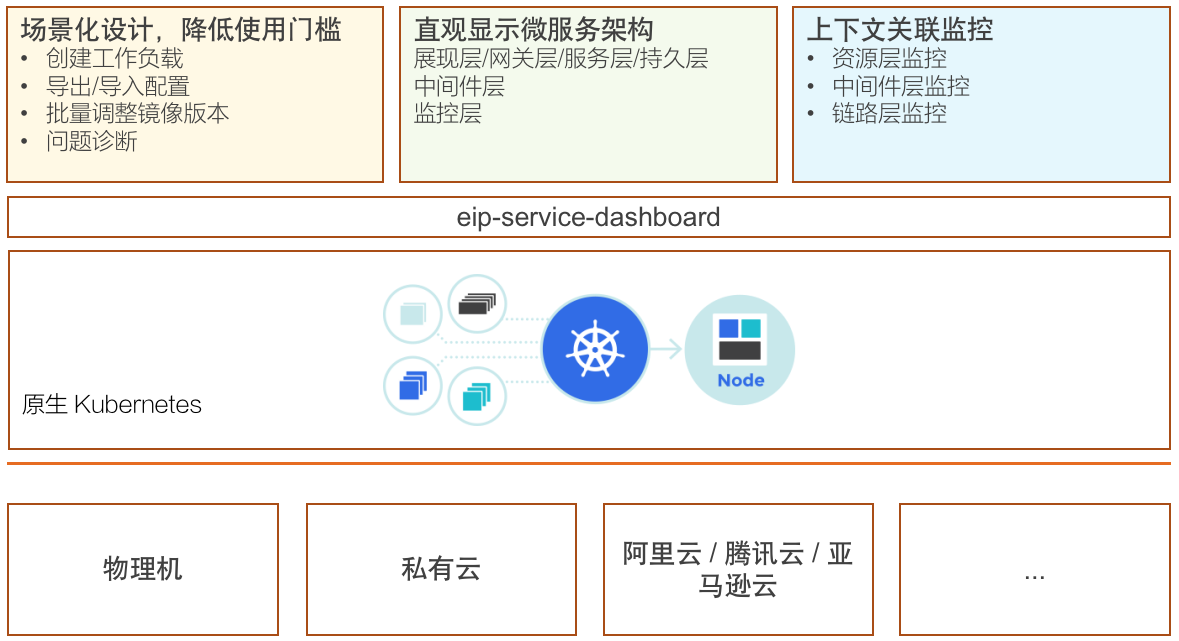 场景化设计，降低使用门槛
• 创建工作负载
• 导出/导入配置
• 批量调整镜像版本
• 问题诊断
直观显示微服务架构
展现层/网关层/服务层/持久层
中间件层
监控层
上下文关联监控
• 资源层监控
• 中间件层监控
• 链路层监控
eip-service-dashboard
原生 Kubernetes
Node
物理机
私有云
阿里云 / 腾讯云 / 亚
马逊云
...